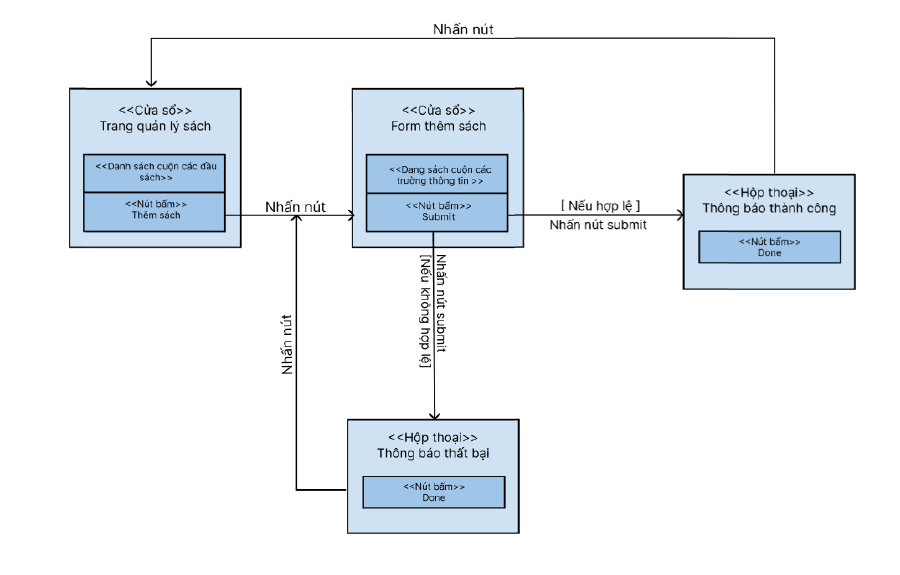 Nhấn nút
<<Cửa sổ>>
Trang quản lý sách
<<Danh sách cuộn các đầu
sách>>
<<Nút bấm>>
Thêm sách
Nhấn nút
<<Cửa sổ>>
Form thêm sách
<<Dang sách cuộn các
trường thông tin >>
<<Nút bấm>>
Submit
[ Nếu hợp lệ ]
Nhấn nút submit
<<Hộp thoại>>
Thông báo thành công
<<Nút bấm>>
Done
Nhấn nút submit
[Nếu không hợp lệ]
Nhấn nút
<<Hộp thoại>>
Thông báo thất bại
<<Nút bấm>>
Done